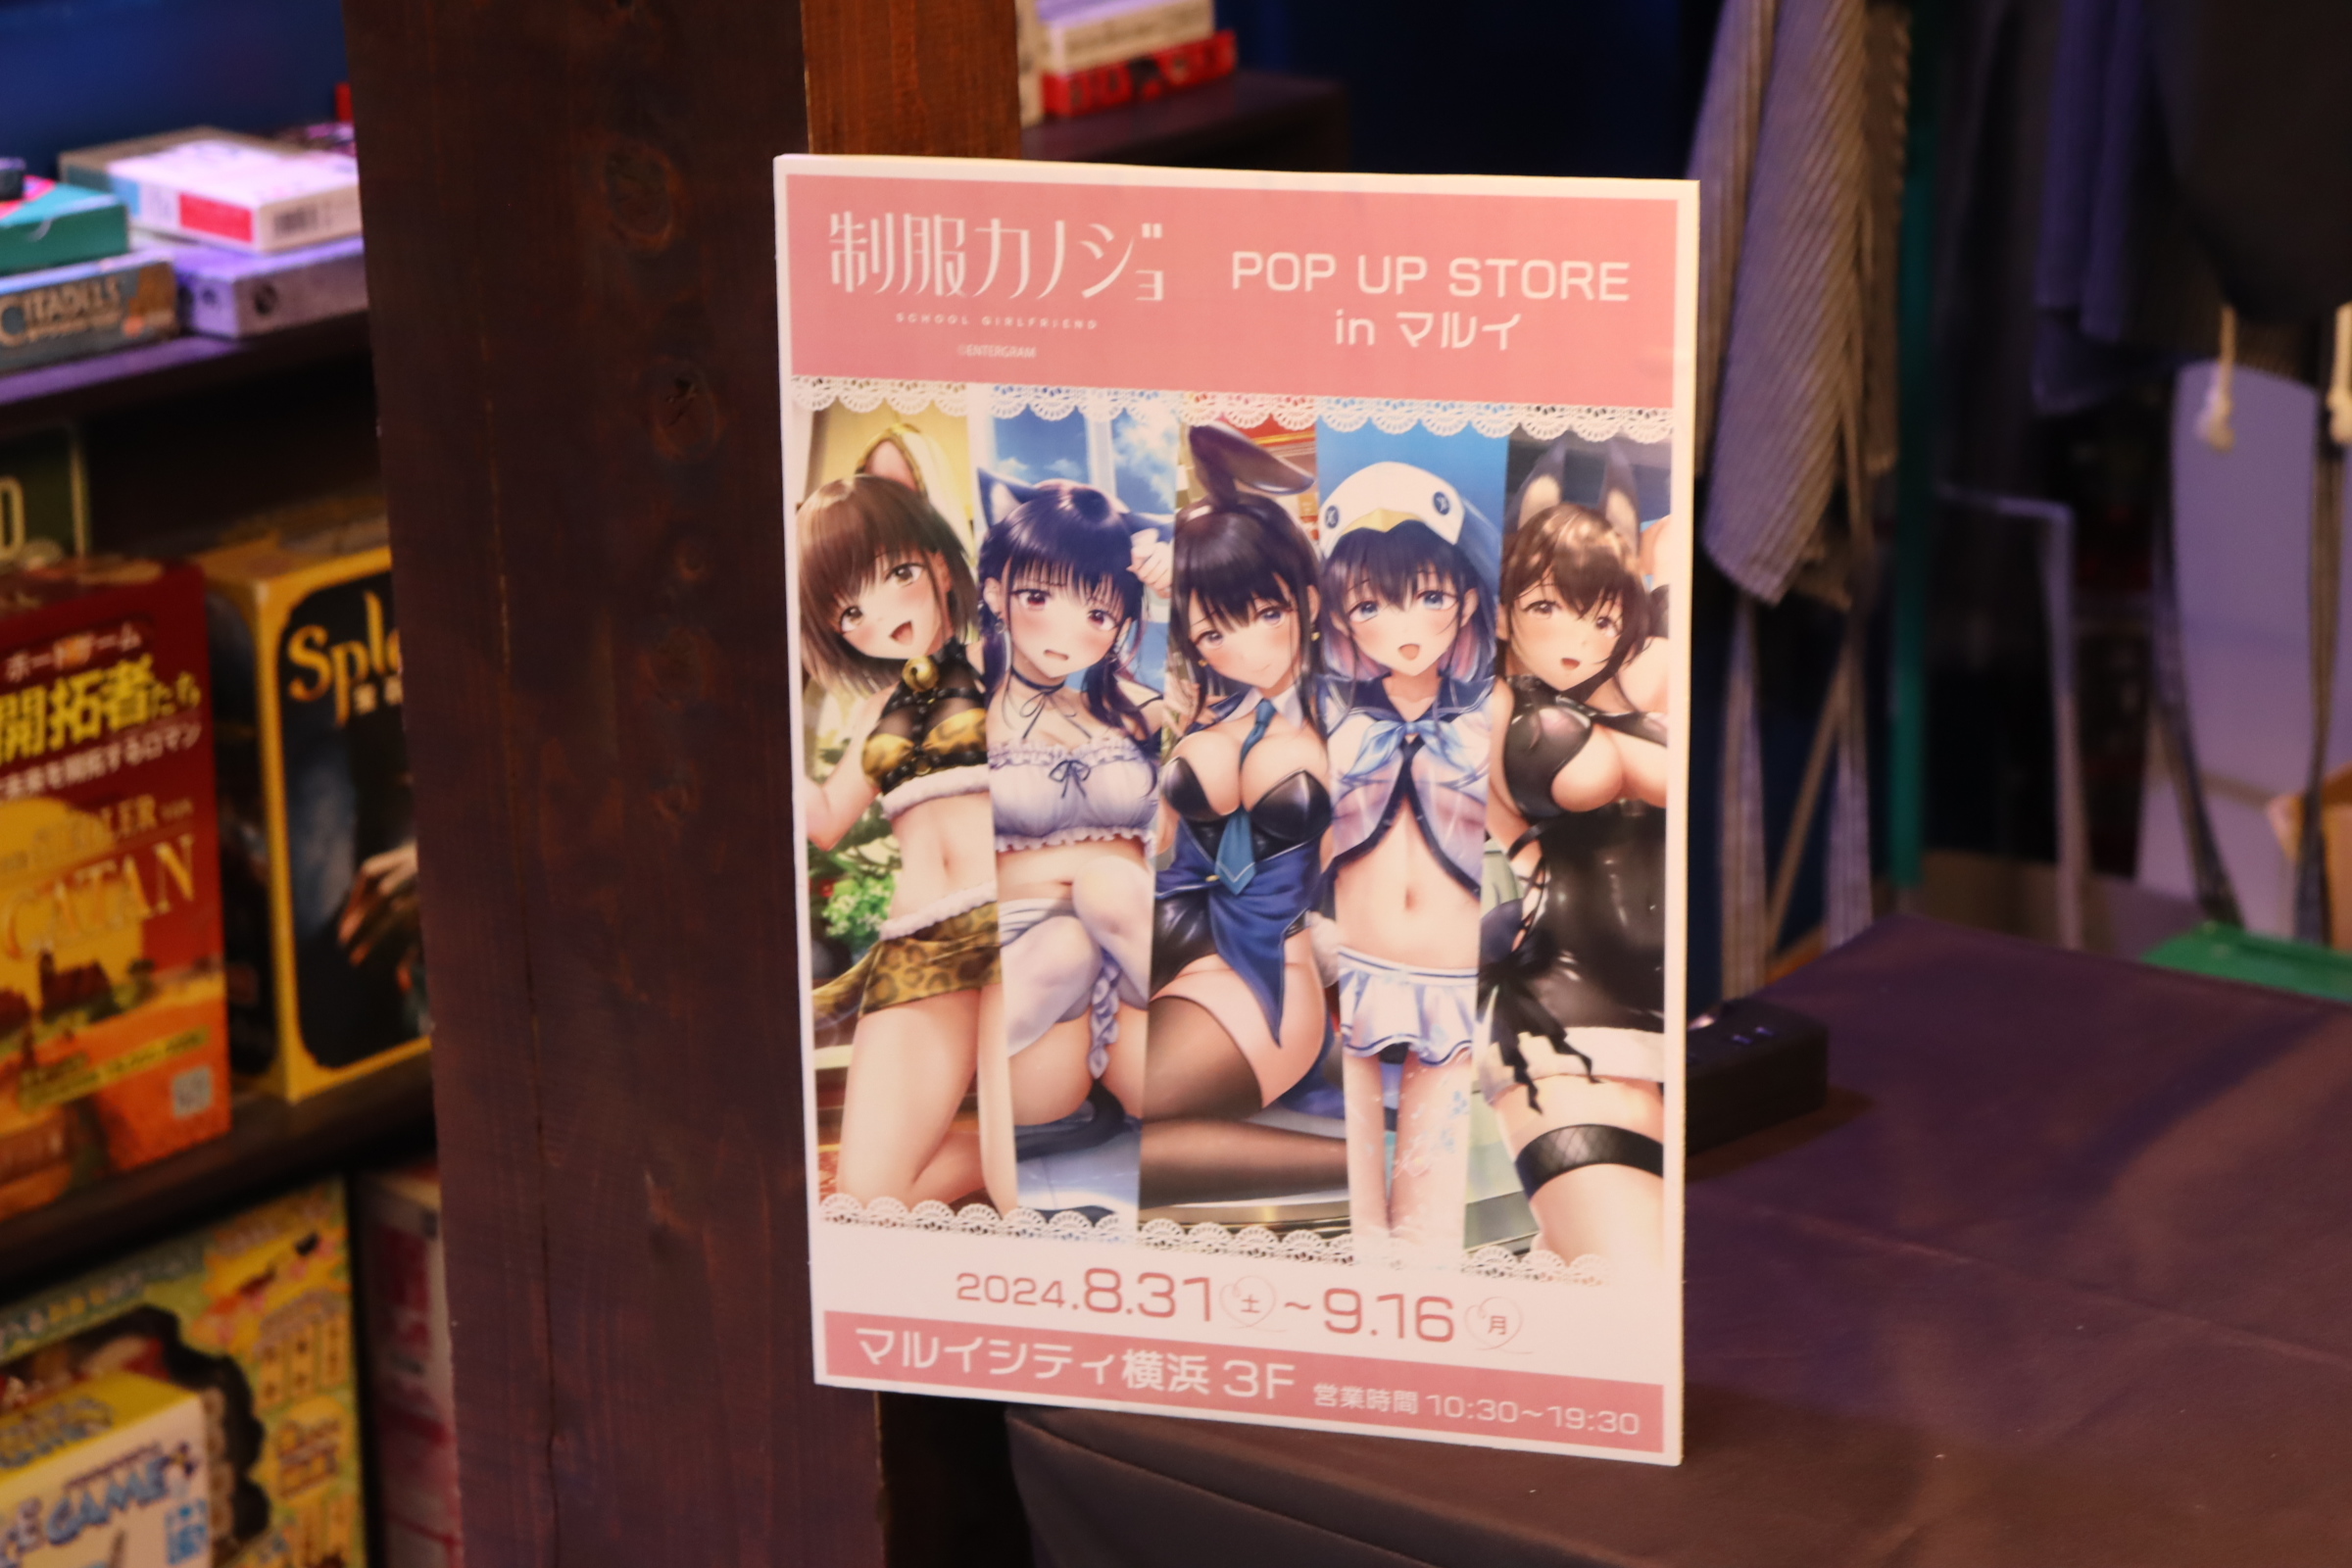 制服カノジョ
SCHOOL GIRLFRIEND
©ENTERGRAM
POP UP STORE
in マルイ
2024.8.31(土)~9.16(月)
マルイシティ横浜 3F 営業時間 10:30~19:30
CITADELS
ボードゲーム
開拓者たち
CATAN
GAME